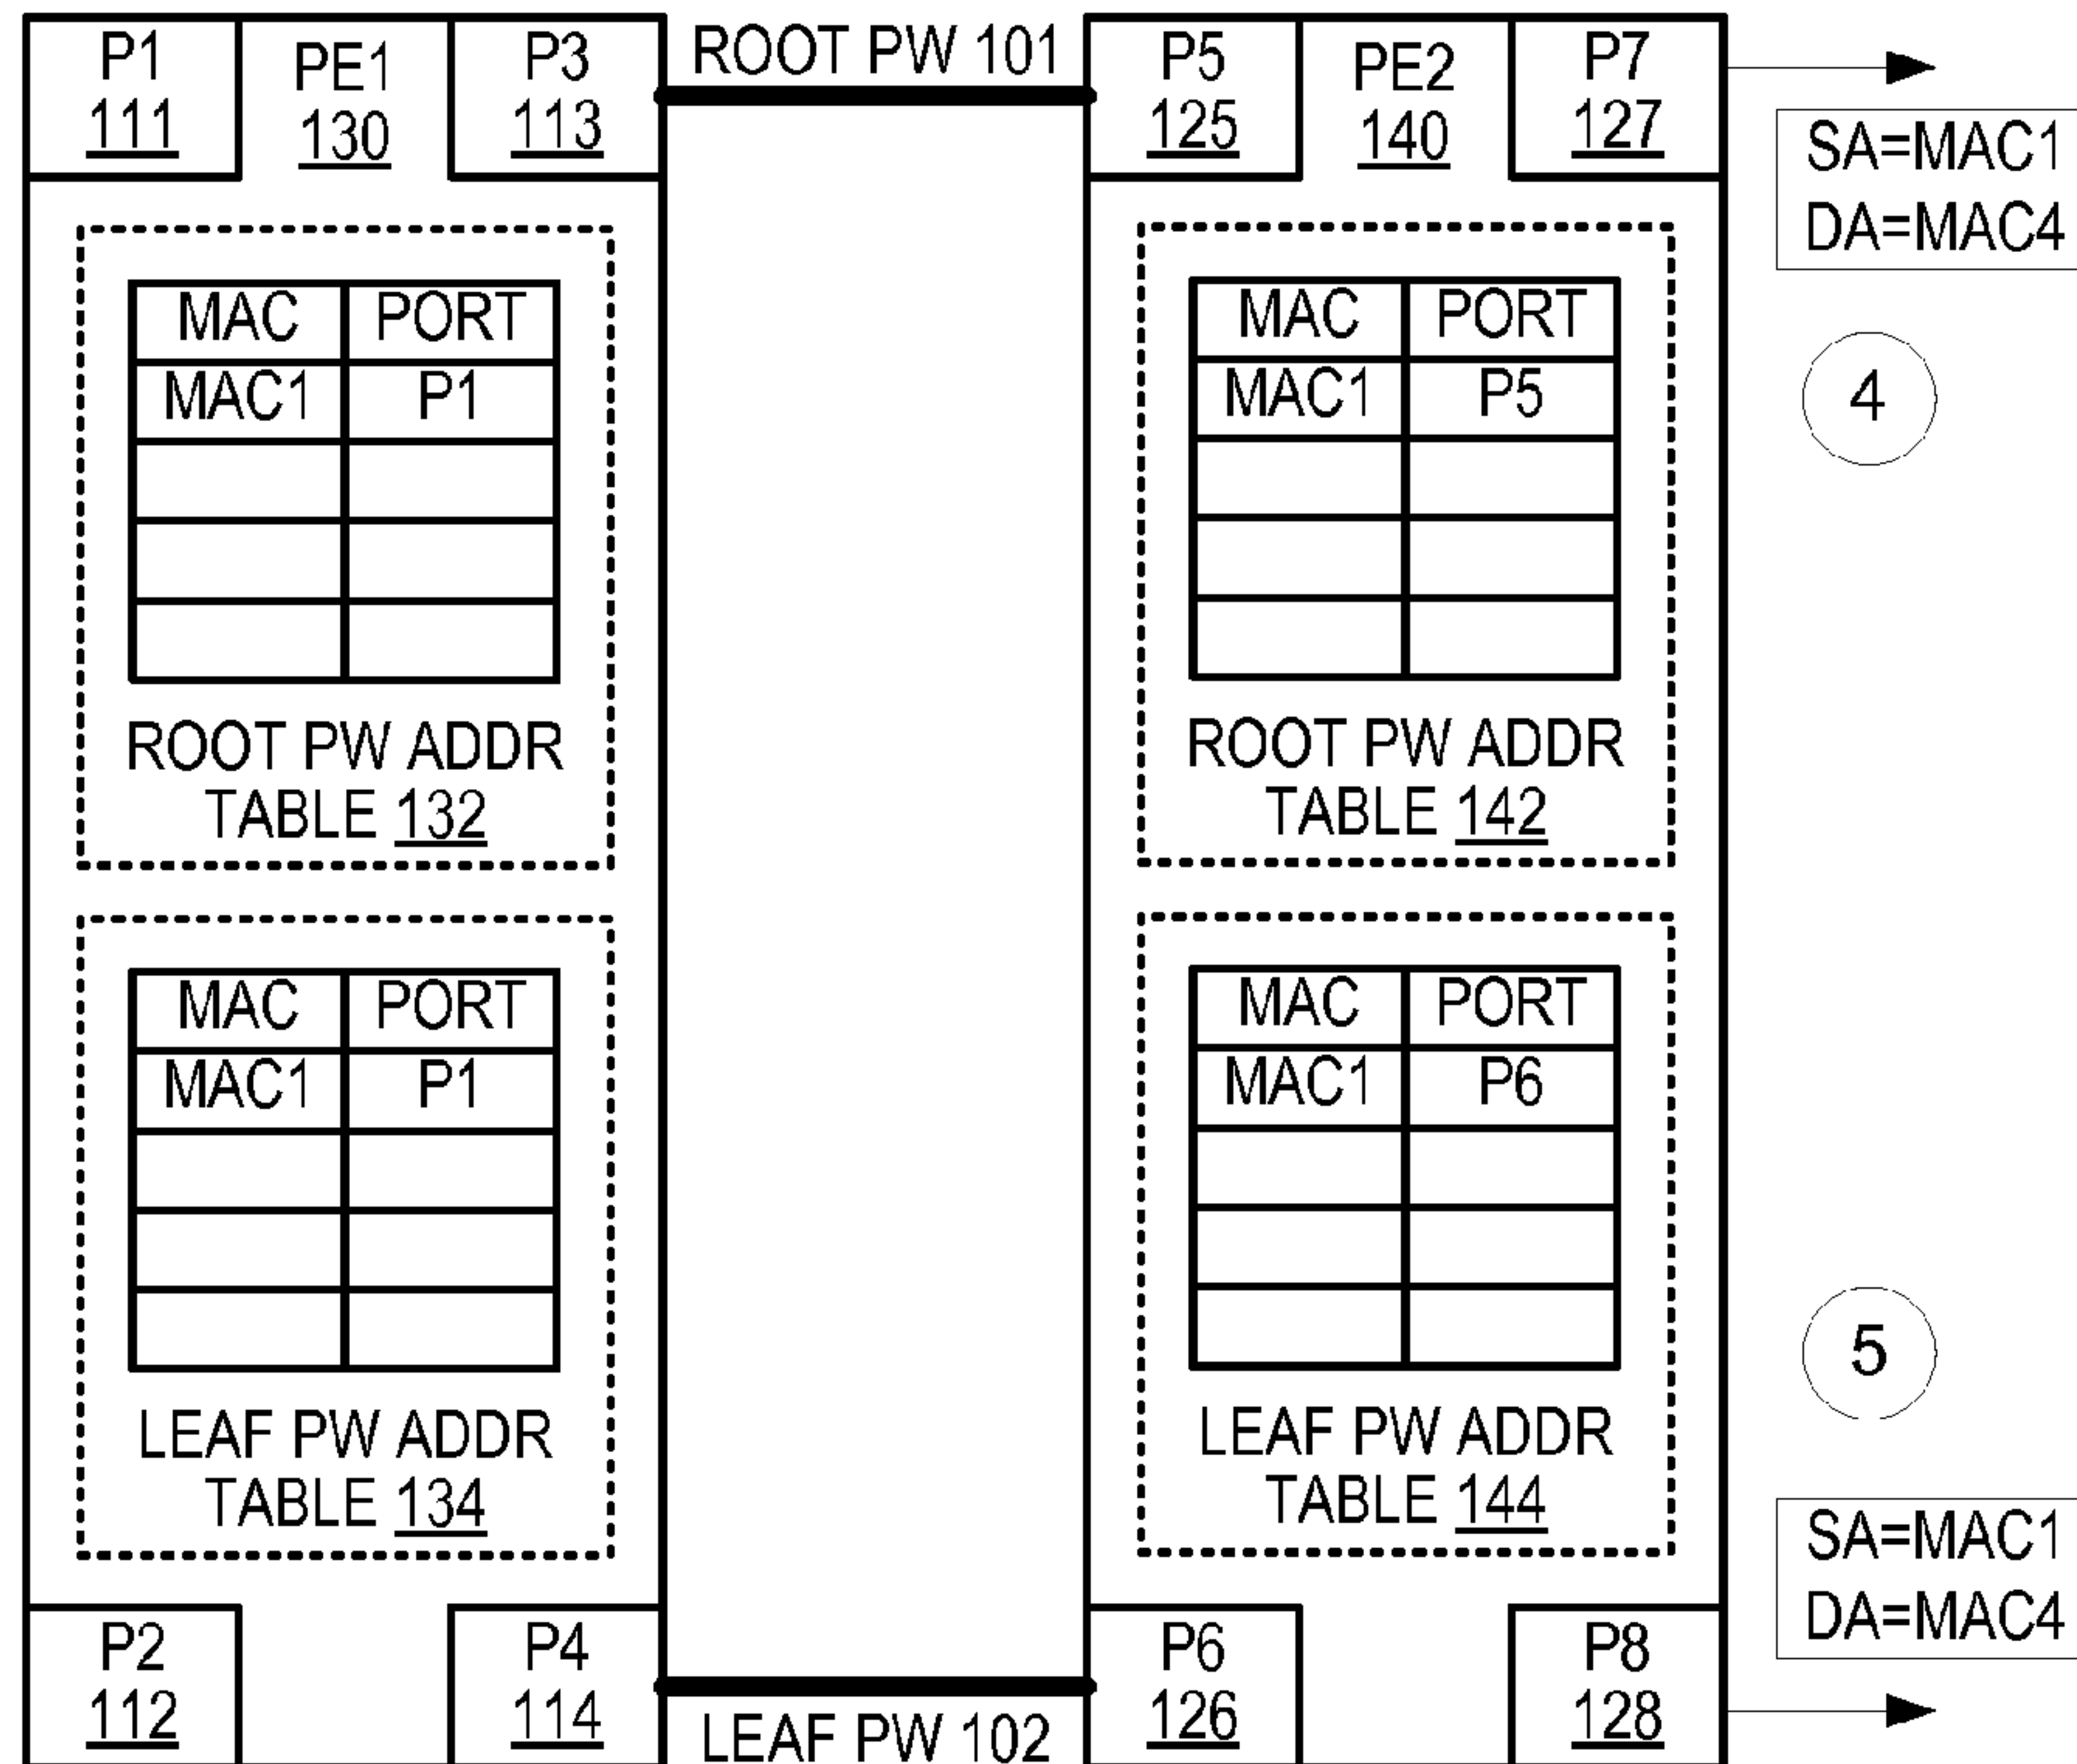 P1
111
PE1
130
P3
113
ROOT PW 101
P5
125
PE2
140
P7
127
SA=MAC1
DA=MAC4
MAC PORT
MAC1 P1
ROOT PW ADDR
TABLE 132
MAC PORT
MAC1 P5
ROOT PW ADDR
TABLE 142
4
MAC PORT
MAC1 P1
LEAF PW ADDR
TABLE 134
MAC PORT
MAC1 P6
LEAF PW ADDR
TABLE 144
5
SA=MAC1
DA=MAC4
P2
112
P4
114
LEAF PW 102
P6
126
P8
128